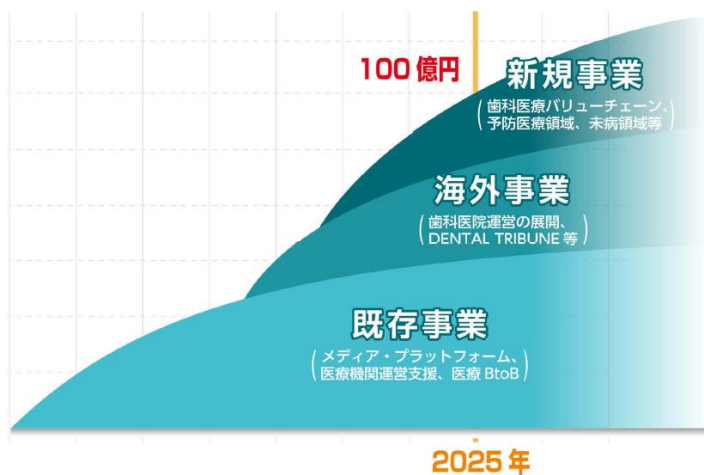 100億円
新規事業
(歯科医療バリューチェーン、
予防医療領域、未病領域等)
海外事業
(歯科医院運営の展開、
DENTAL TRIBUNE 等)
既存事業
(メディア・プラットフォーム、
医療機関運営支援、医療 BtoB)
2025年